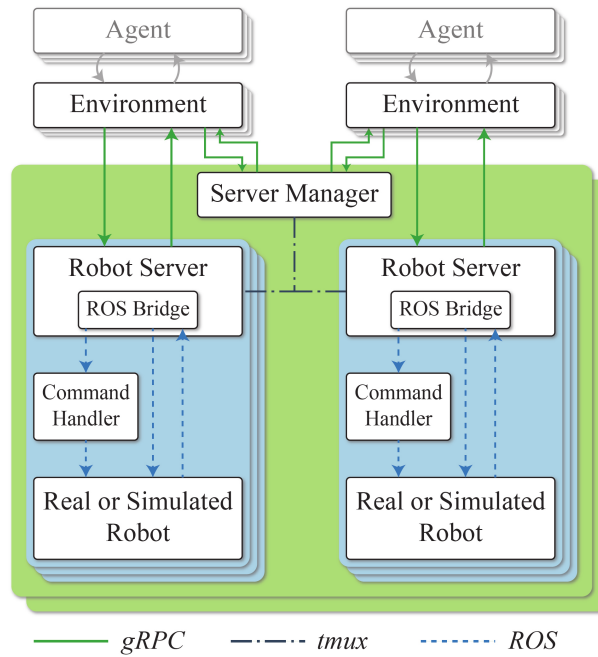 Agent
Agent
Environment
Environment
Server Manager
Robot Server
Robot Server
ROS Bridge
ROS Bridge
Command
Handler
Command
Handler
Real or Simulated
Robot
Real or Simulated
Robot
gRPC
tmux
ROS